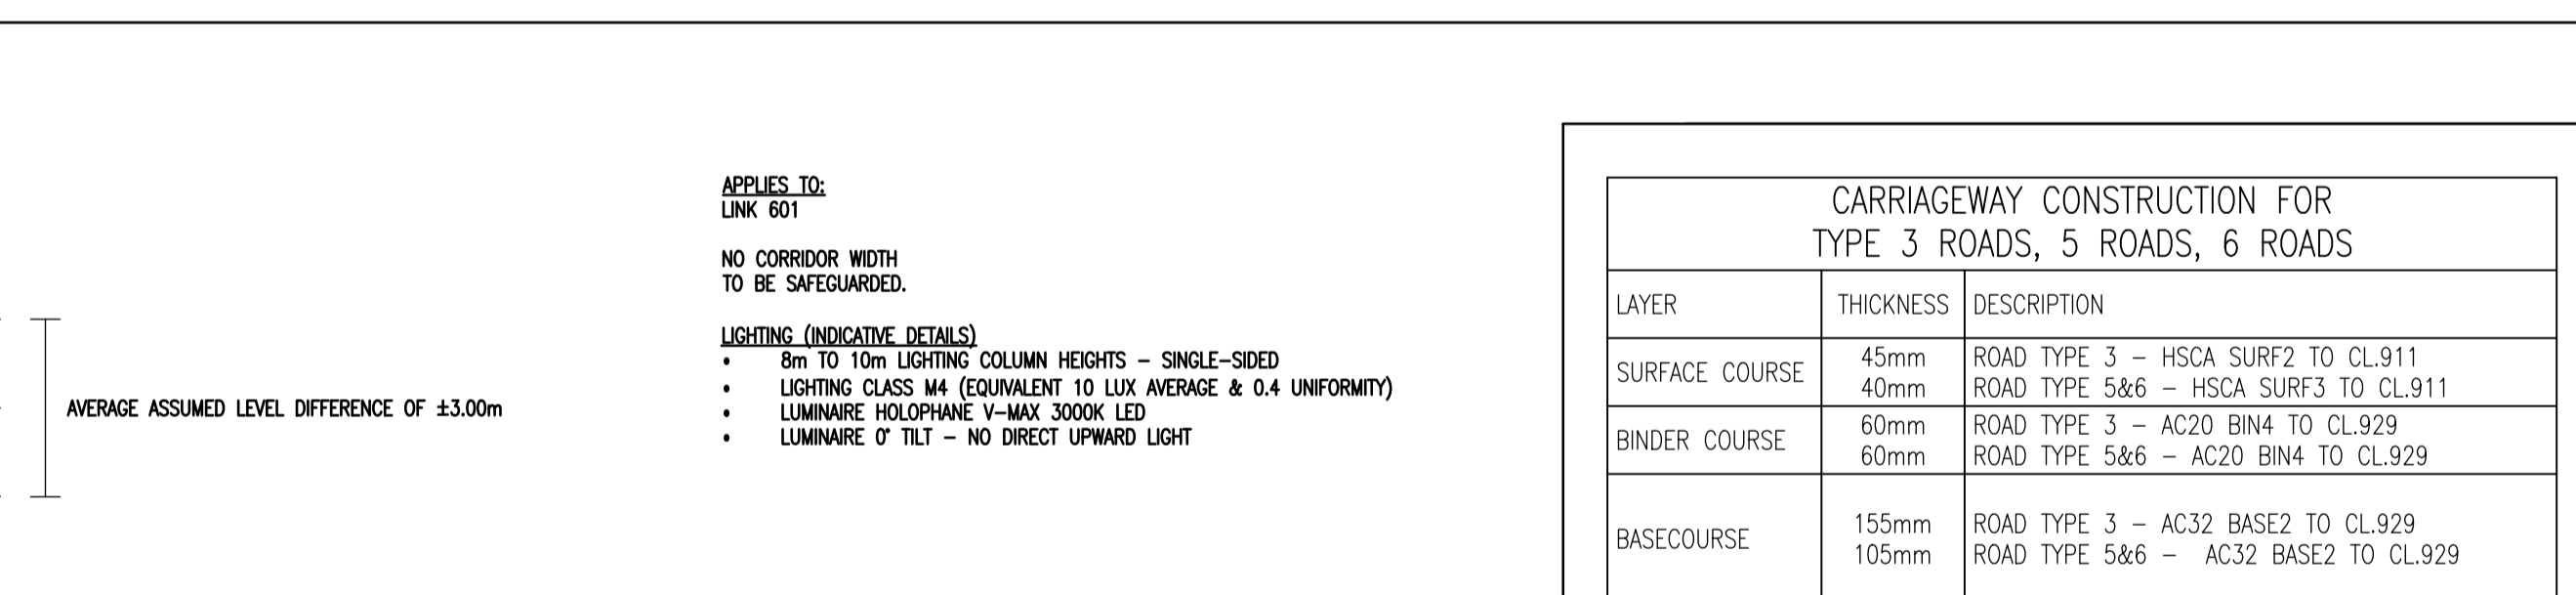 AVERAGE ASSUMED LEVEL DIFFERENCE OF ±3.00m
APPLIES TO:
LINK 601
NO CORRIDOR WIDTH
TO BE SAFEGUARDED.
LIGHTING (INDICATIVE DETAILS)
• 8m TO 10m LIGHTING COLUMN HEIGHTS – SINGLE–SIDED
• LIGHTING CLASS M4 (EQUIVALENT 10 LUX AVERAGE & 0.4 UNIFORMITY)
• LUMINAIRE HOLOPHANE V–MAX 3000K LED
• LUMINAIRE 0° TILT – NO DIRECT UPWARD LIGHT
CARRIAGEWAY CONSTRUCTION FOR
TYPE 3 ROADS, 5 ROADS, 6 ROADS
LAYER THICKNESS DESCRIPTION
SURFACE COURSE
45mm ROAD TYPE 3 – HSCA SURF2 TO CL.911
40mm ROAD TYPE 5&6 – HSCA SURF3 TO CL.911
BINDER COURSE
60mm ROAD TYPE 3 – AC20 BIN4 TO CL.929
60mm ROAD TYPE 5&6 – AC20 BIN4 TO CL.929
BASECOURSE
155mm ROAD TYPE 3 – AC32 BASE2 TO CL.929
105mm ROAD TYPE 5&6 – AC32 BASE2 TO CL.929